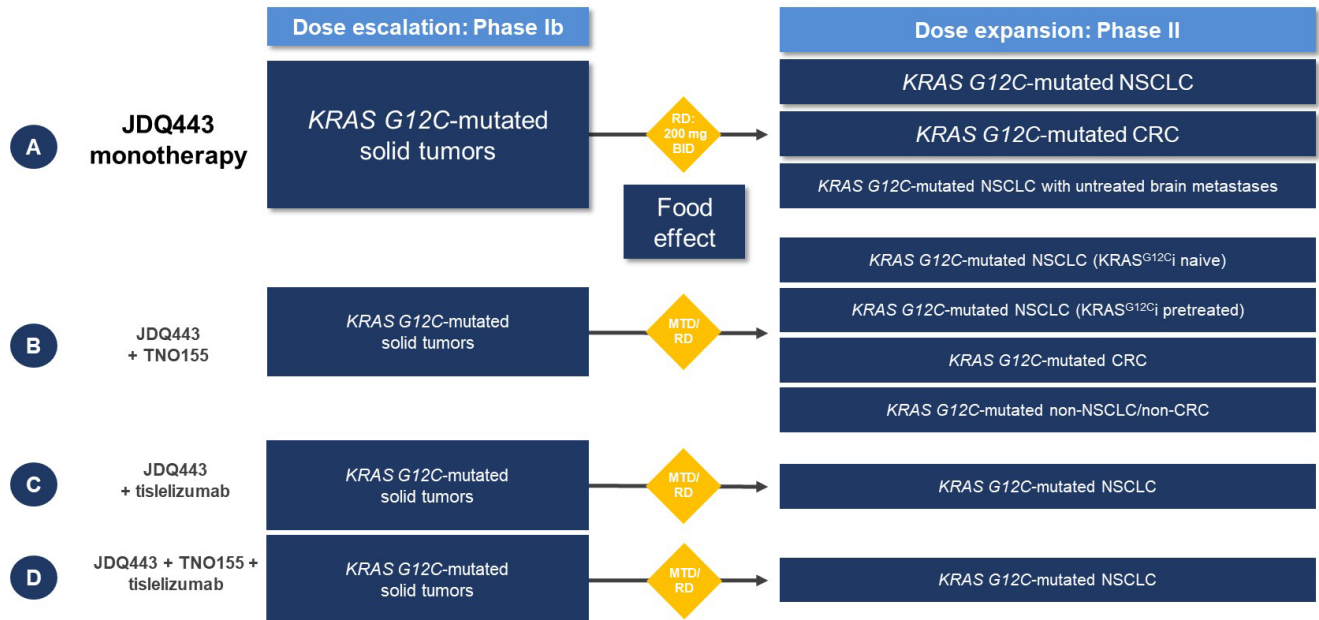 Dose escalation: Phase Ib
Dose expansion: Phase II
A
JDQ443
monotherapy
KRAS G12C-mutated
solid tumors
RD:
200 mg
BID
Food
effect
KRAS G12C-mutated NSCLC
KRAS G12C-mutated CRC
KRAS G12C-mutated NSCLC with untreated brain metastases
B
JDQ443
+ TNO155
KRAS G12C-mutated
solid tumors
MTD/
RD
KRAS G12C-mutated NSCLC (KRASᴳ¹²ᶜi naive)
KRAS G12C-mutated NSCLC (KRASᴳ¹²ᶜi pretreated)
KRAS G12C-mutated CRC
KRAS G12C-mutated non-NSCLC/non-CRC
C
JDQ443
+ tislelizumab
KRAS G12C-mutated
solid tumors
MTD/
RD
KRAS G12C-mutated NSCLC
D
JDQ443 + TNO155 +
tislelizumab
KRAS G12C-mutated
solid tumors
MTD/
RD
KRAS G12C-mutated NSCLC